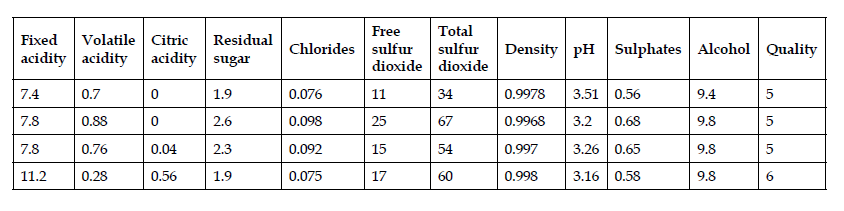 Fixed acidity Volatile acidity Citric acidity Residual sugar Chlorides Free sulfur dioxide Total sulfur dioxide Density pH Sulphates Alcohol Quality
7.4 0.7 0 1.9 0.076 11 34 0.9978 3.51 0.56 9.4 5
7.8 0.88 0 2.6 0.098 25 67 0.9968 3.2 0.68 9.8 5
7.8 0.76 0.04 2.3 0.092 15 54 0.997 3.26 0.65 9.8 5
11.2 0.28 0.56 1.9 0.075 17 60 0.998 3.16 0.58 9.8 6